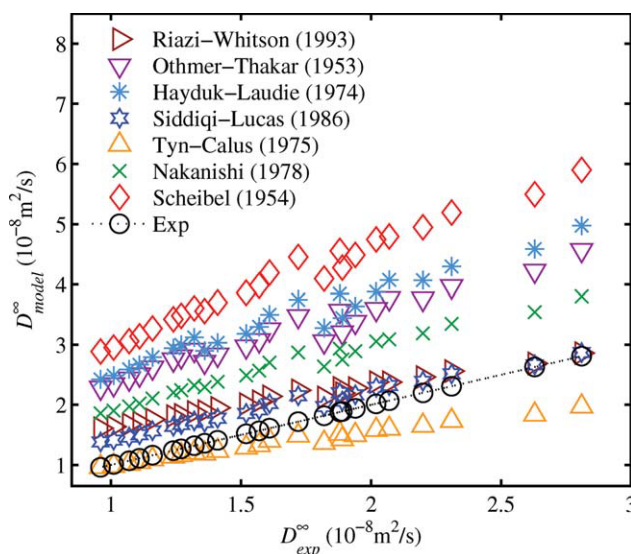 8
7
6
5
4
3
2
1
D∞model (10−8m2/s)
Riazi−Whitson (1993)
Othmer−Thakar (1953)
Hayduk−Laudie (1974)
Siddiqi−Lucas (1986)
Tyn−Calus (1975)
Nakanishi (1978)
Scheibel (1954)
Exp
1 1.5 2 2.5 3
D∞exp (10−8m2/s)